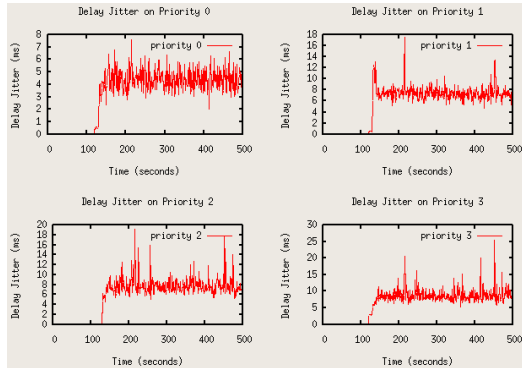 Delay Jitter on Priority 0
Delay Jitter (ms)
8
7
6
5
4
3
2
1
0
priority 0
0 100 200 300 400 500
Time (seconds)
Delay Jitter on Priority 1
Delay Jitter (ms)
18
16
14
12
10
8
6
4
2
0
priority 1
0 100 200 300 400 500
Time (seconds)
Delay Jitter on Priority 2
Delay Jitter (ms)
20
18
16
14
12
10
8
6
4
2
0
priority 2
0 100 200 300 400 500
Time (seconds)
Delay Jitter on Priority 3
Delay Jitter (ms)
30
25
20
15
10
5
0
priority 3
0 100 200 300 400 500
Time (seconds)